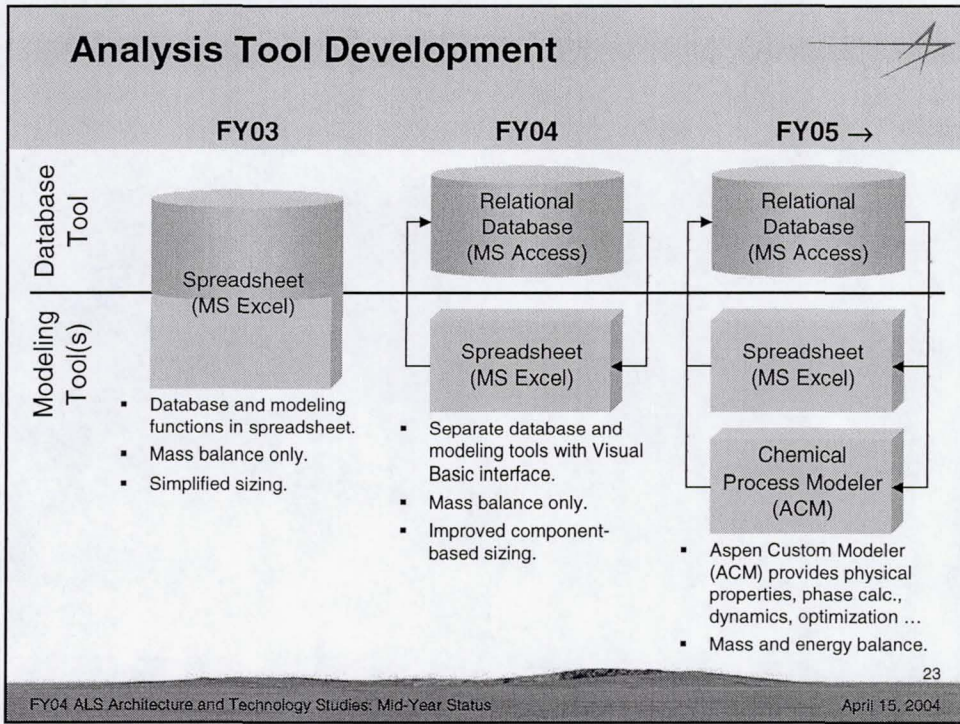 Analysis Tool Development
FY03
FY04
FY05 →
Database
Tool
Modeling
Tool(s)
Spreadsheet
(MS Excel)
▪ Database and modeling
functions in spreadsheet.
▪ Mass balance only.
▪ Simplified sizing.
Relational
Database
(MS Access)
Spreadsheet
(MS Excel)
▪ Separate database and
modeling tools with Visual
Basic interface.
▪ Mass balance only.
▪ Improved component-
based sizing.
Relational
Database
(MS Access)
Spreadsheet
(MS Excel)
Chemical
Process Modeler
(ACM)
▪ Aspen Custom Modeler
(ACM) provides physical
properties, phase calc.,
dynamics, optimization ...
▪ Mass and energy balance.
23
FY04 ALS Architecture and Technology Studies: Mid-Year Status
April 15, 2004